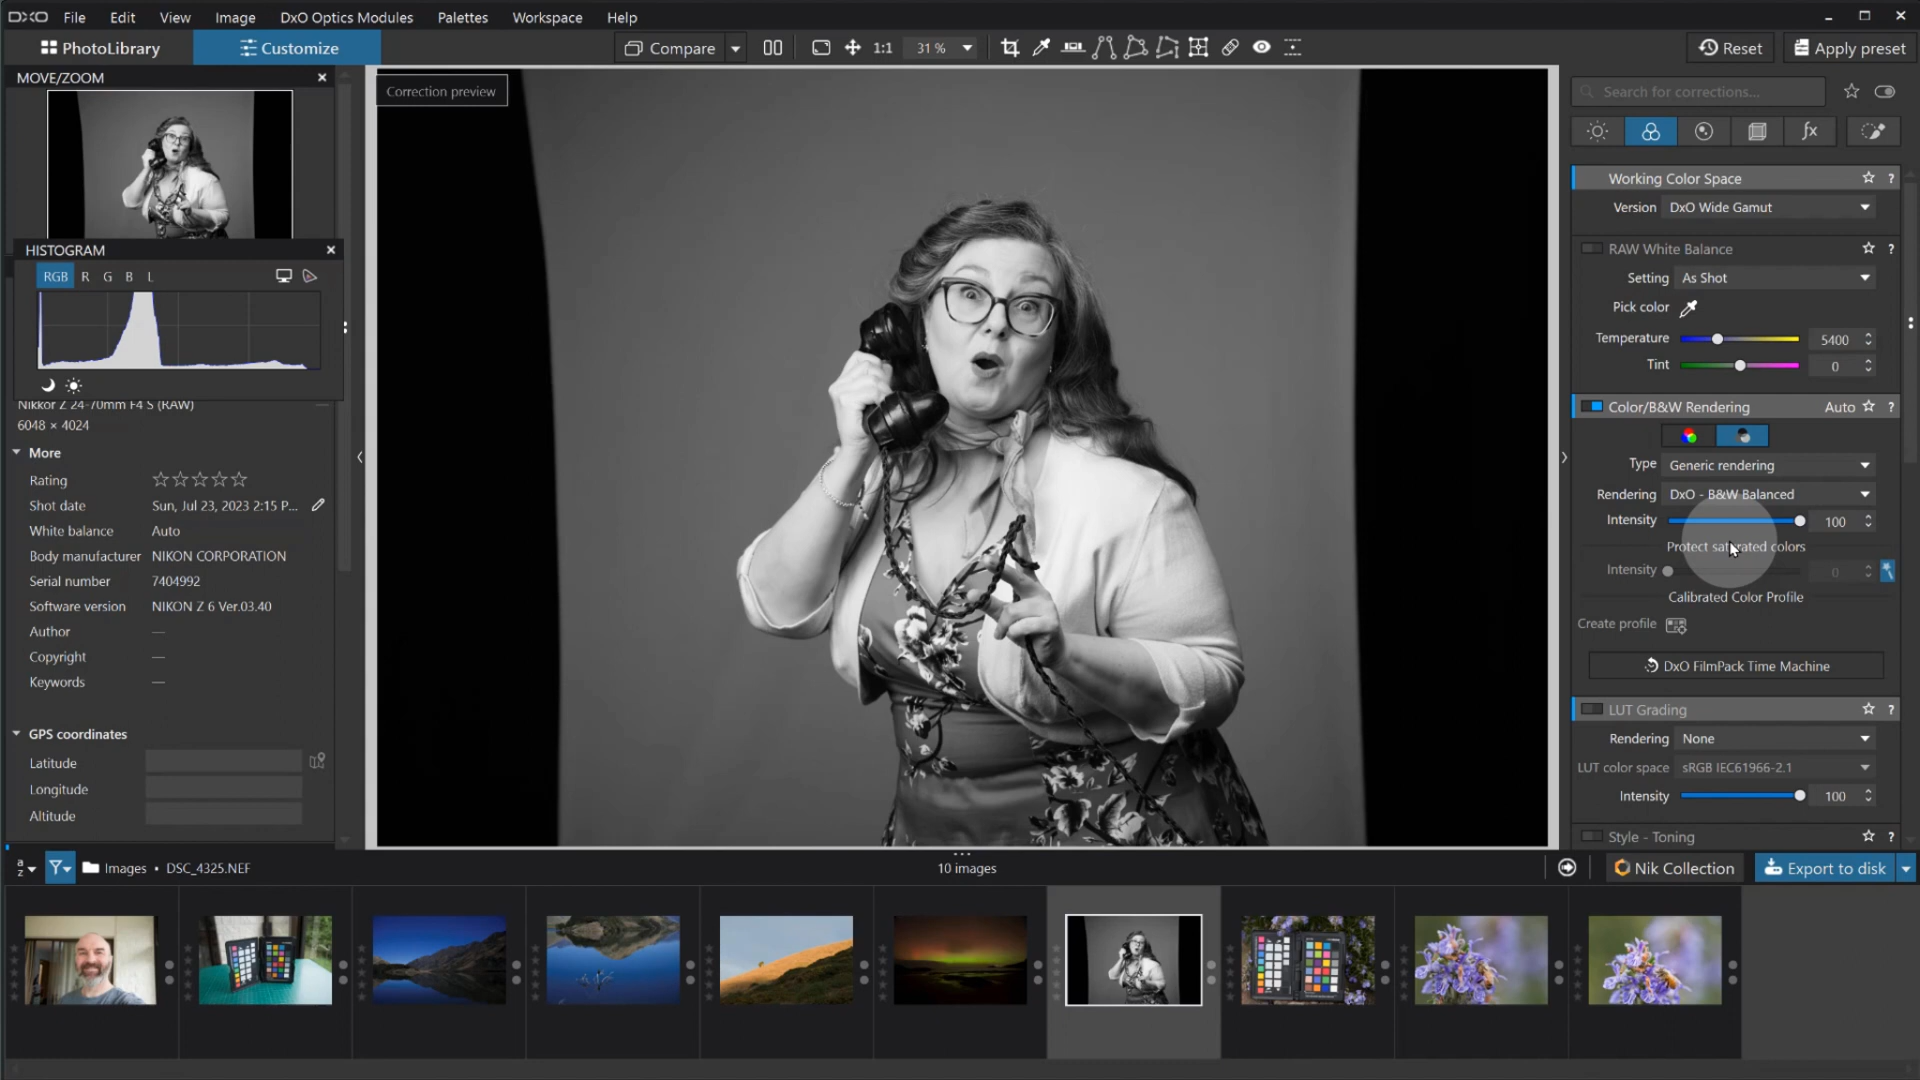 DXO File Edit View Image DxO Optics Modules Palettes Workspace Help
PhotoLibrary Customize Compare 1:1 31 % Reset Apply preset
MOVE/ZOOM
Correction preview
HISTOGRAM
RGB R G B L
Nikkor Z 24-70mm F4 S (RAW)
6048 × 4024
More
Rating
Shot date Sun, Jul 23, 2023 2:15 P...
White balance Auto
Body manufacturer NIKON CORPORATION
Serial number 7404992
Software version NIKON Z 6 Ver.03.40
Author —
Copyright —
Keywords —
GPS coordinates
Latitude
Longitude
Altitude
Search for corrections...
fx
Working Color Space ?
Version DxO Wide Gamut
RAW White Balance ?
Setting As Shot
Pick color
Temperature 5400
Tint 0
Color/B&W Rendering Auto ?
Type Generic rendering
Rendering DxO - B&W Balanced
Intensity 100
Protect saturated colors
Intensity 0
Calibrated Color Profile
Create profile
DxO FilmPack Time Machine
LUT Grading ?
Rendering None
LUT color space sRGB IEC61966-2.1
Intensity 100
Style - Toning ?
a z Images • DSC_4325.NEF 10 images Nik Collection Export to disk